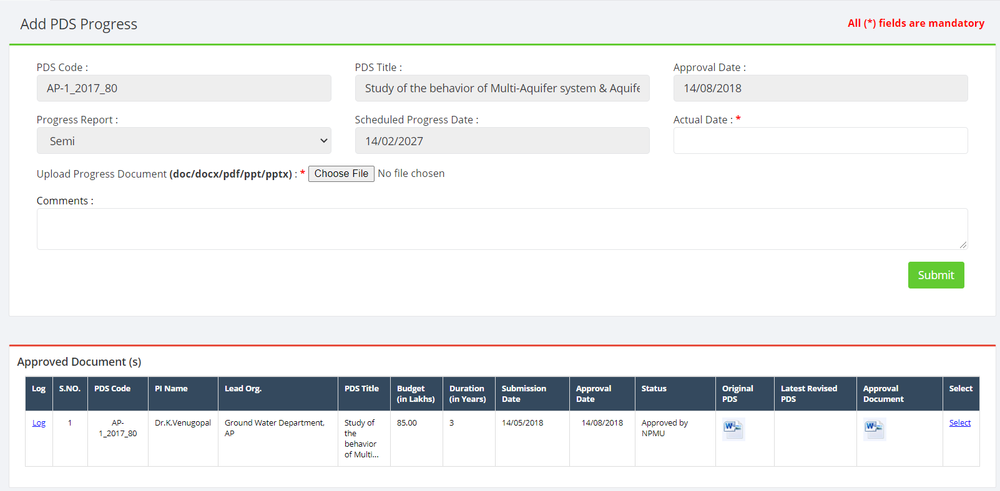 Add PDS Progress
All (*) fields are mandatory
PDS Code :
PDS Title :
Approval Date :
AP-1_2017_80
Study of the behavior of Multi-Aquifer system & Aquife
14/08/2018
Progress Report :
Scheduled Progress Date :
Actual Date : *
Semi
14/02/2027
Upload Progress Document (doc/docx/pdf/ppt/pptx) : * Choose File No file chosen
Comments :
Submit
Approved Document (s)
Log
S.NO.
PDS Code
PI Name
Lead Org.
PDS Title
Budget
(in Lakhs)
Duration
(in Years)
Submission
Date
Approval
Date
Status
Original
PDS
Latest Revised
PDS
Approval
Document
Select
Log
1
AP-
1_2017_80
Dr.K.Venugopal
Ground Water Department,
AP
Study of
the
behavior
of Multi...
85.00
3
14/05/2018
14/08/2018
Approved by
NPMU
W
W
Select